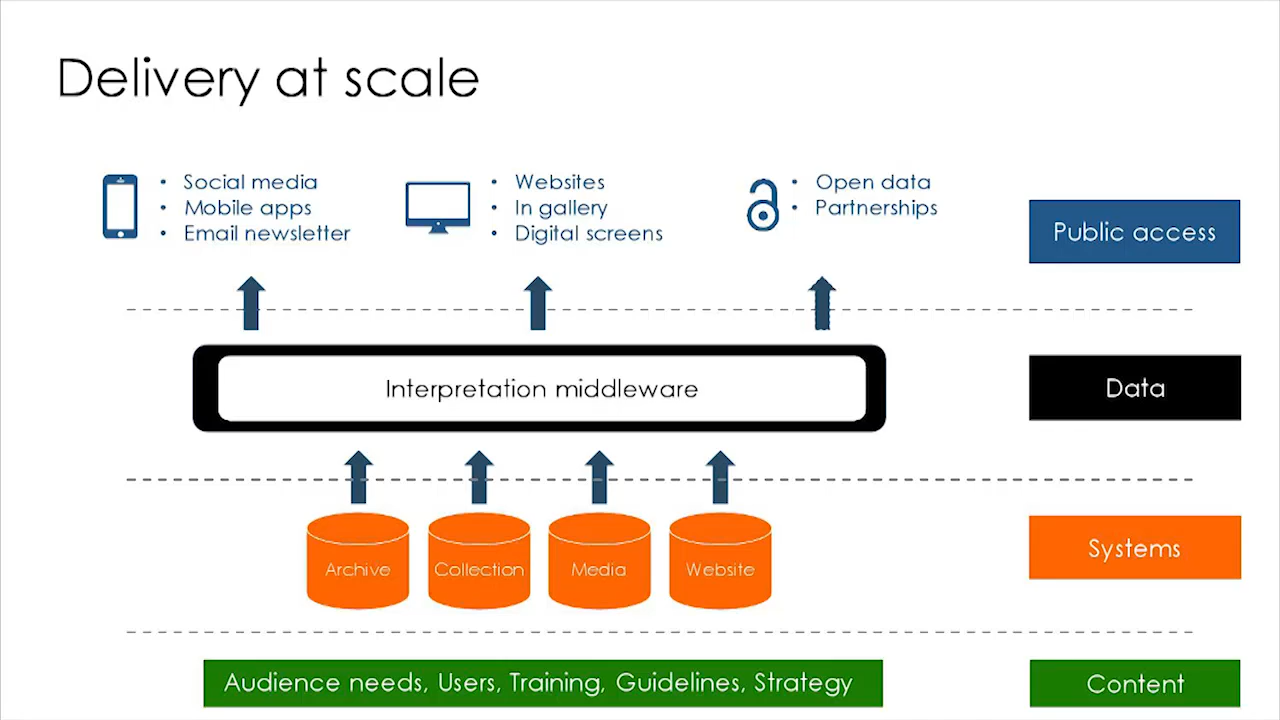 Delivery at scale
• Social media
• Mobile apps
• Email newsletter
• Websites
• In gallery
• Digital screens
• Open data
• Partnerships
Public access
Interpretation middleware
Data
Archive
Collection
Media
Website
Systems
Audience needs, Users, Training, Guidelines, Strategy
Content